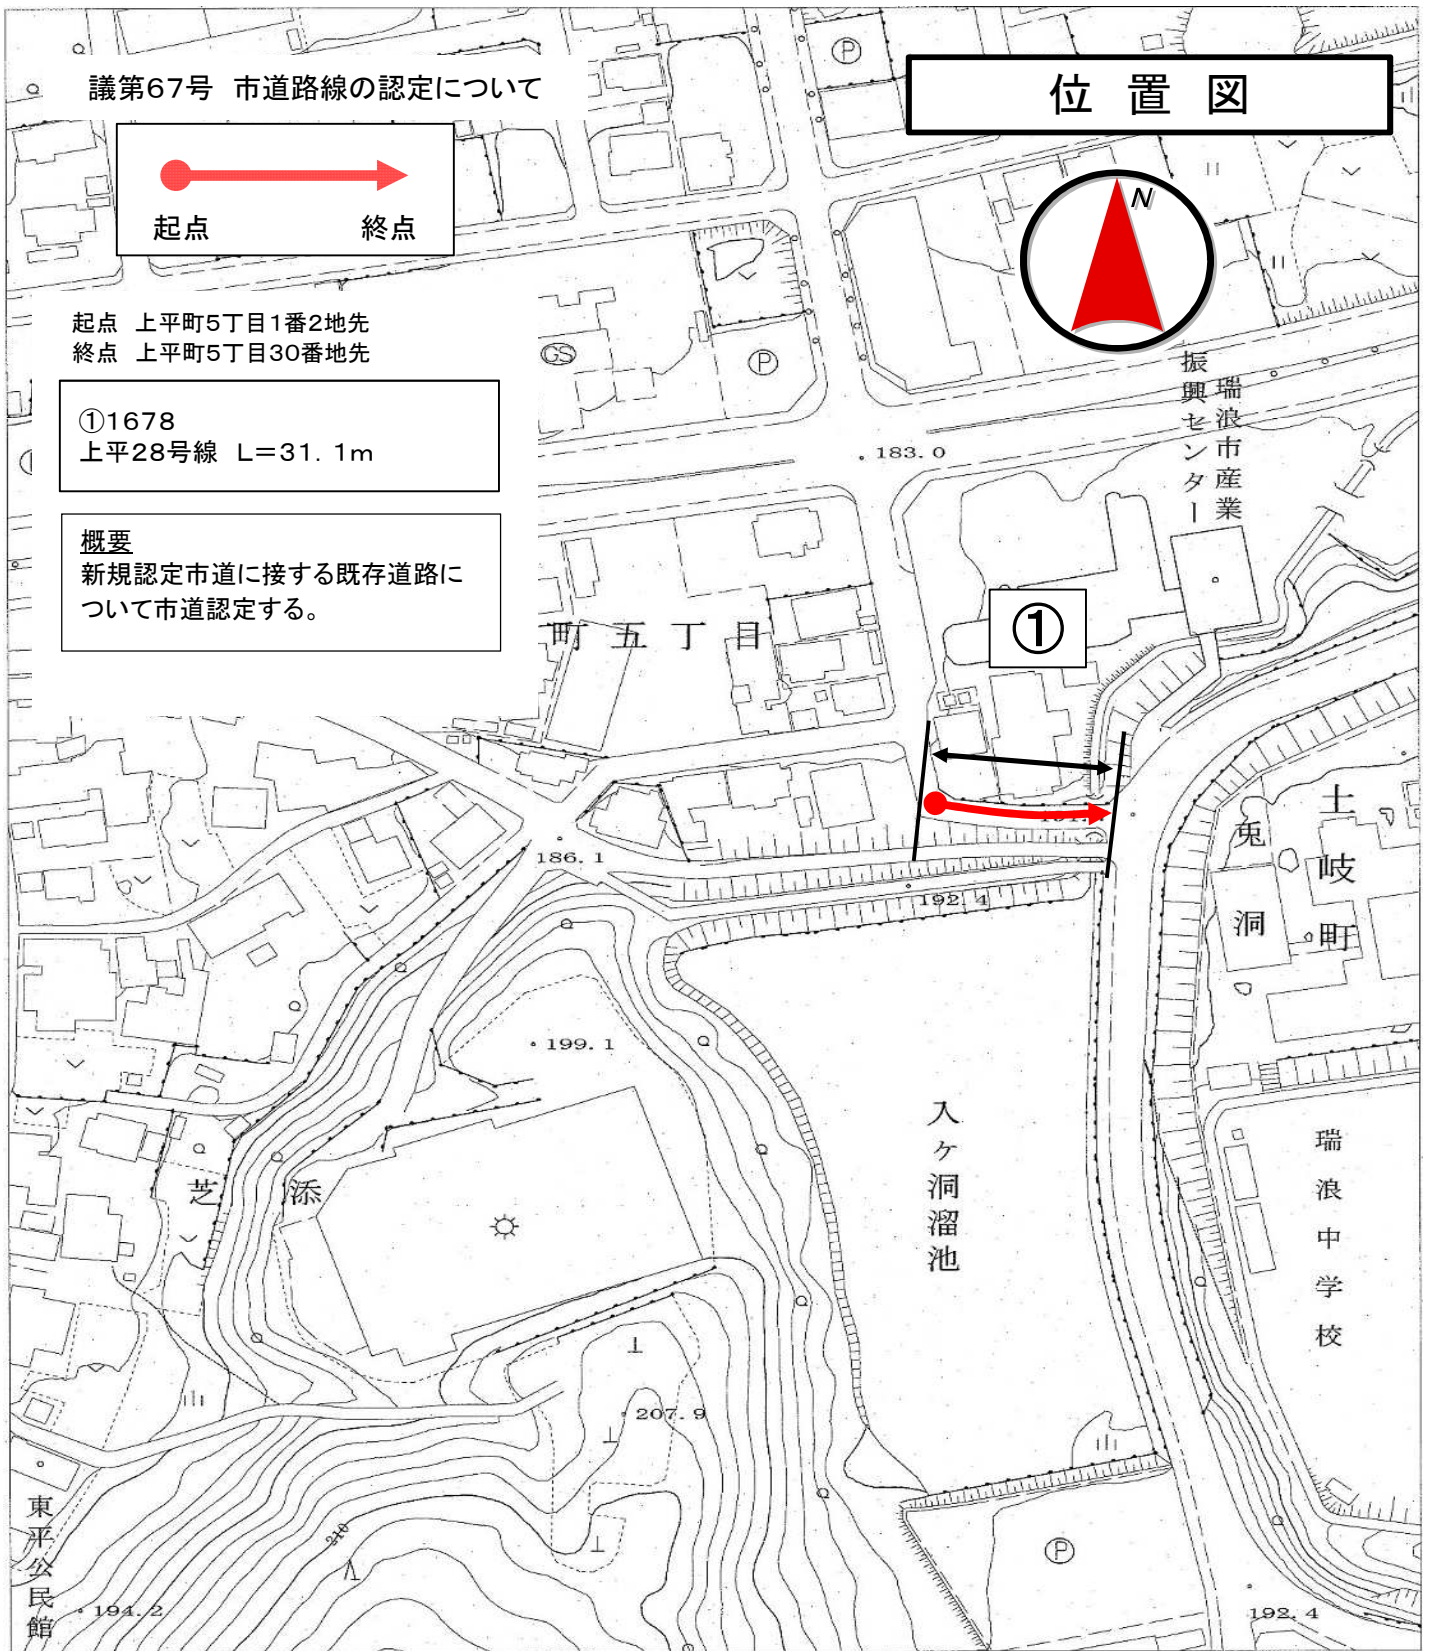 議第67号 市道路線の認定について
位 置 図
起点 終点
N
起点 上平町5丁目1番2地先
終点 上平町5丁目30番地先
①1678
上平28号線 L=31.1m
概要
新規認定市道に接する既存道路に
ついて市道認定する。
P
GS
P
183.0
瑞浪市産業
振興センター
町五丁目
①
186.1
192.4
土岐町
兎洞
199.1
芝添
入ケ洞溜池
瑞浪中学校
207.9
210
P
東平公民館
194.2
192.4